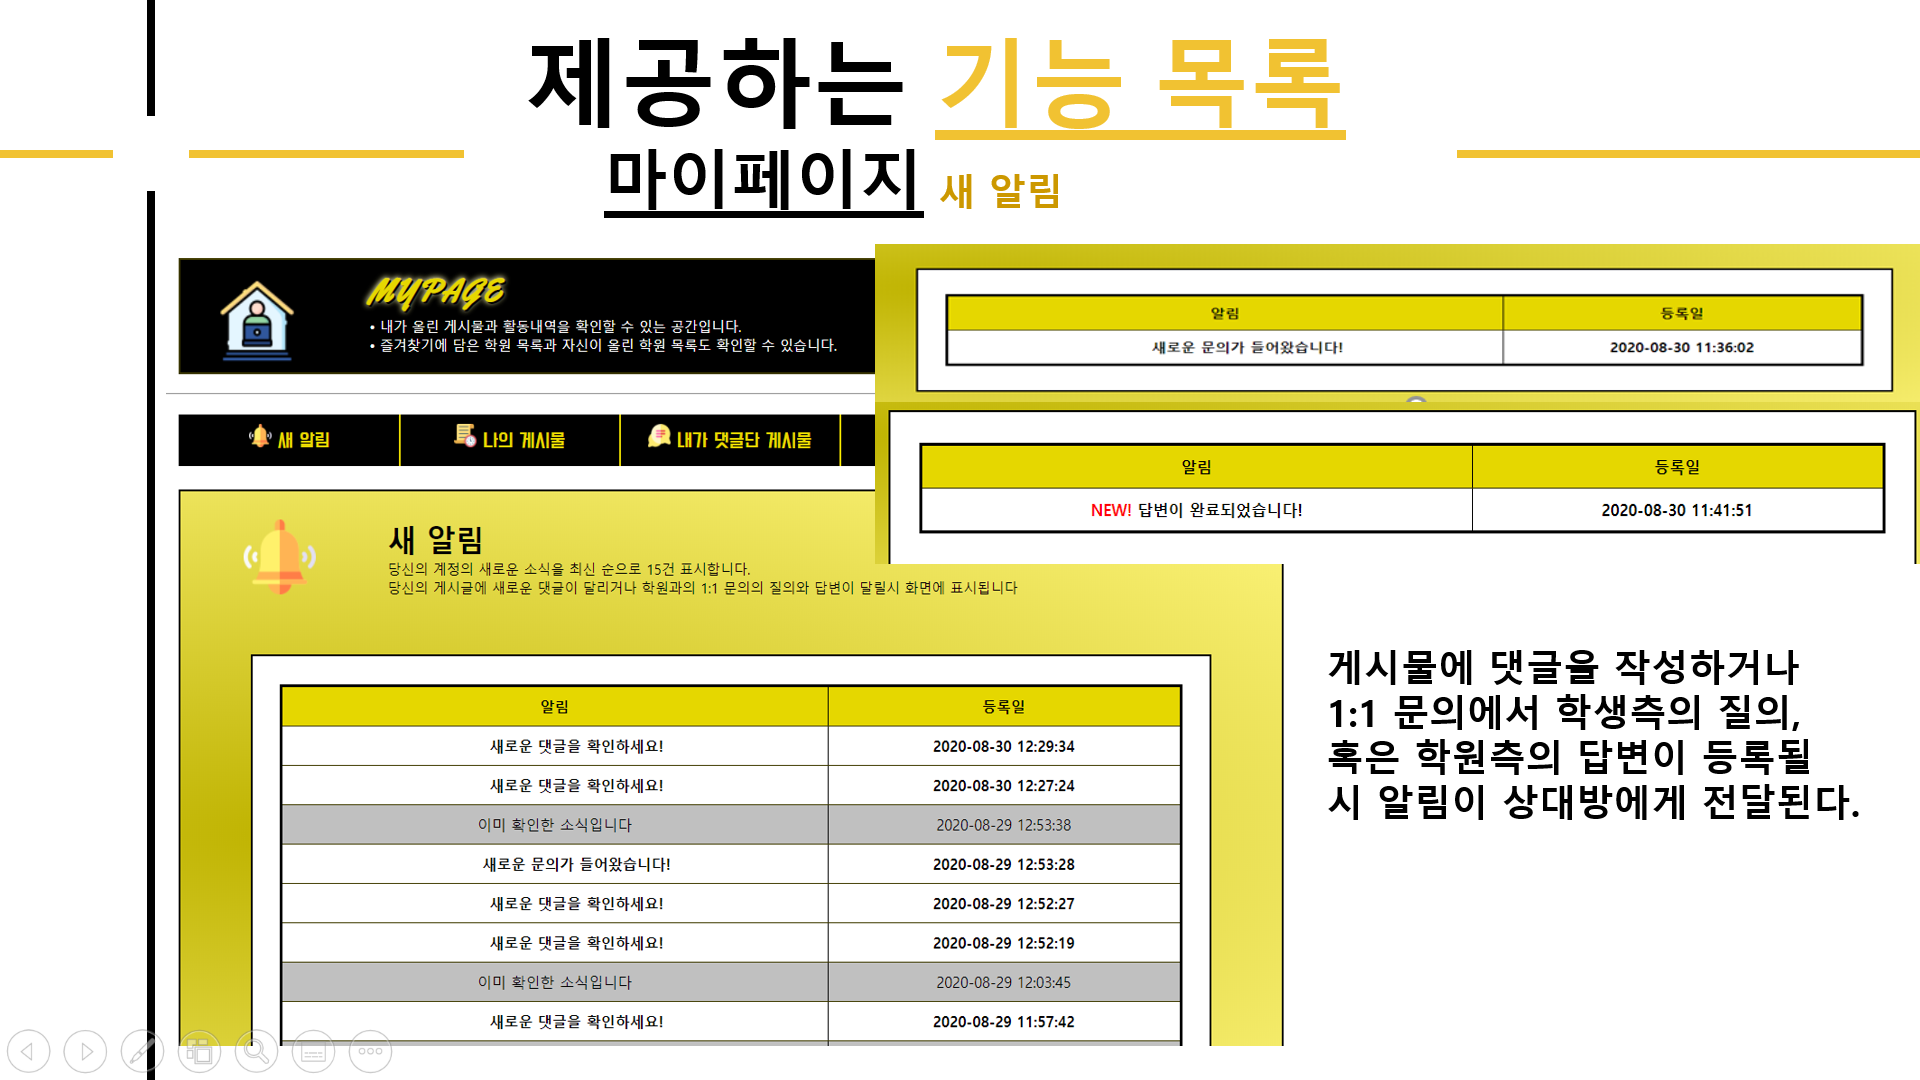 제공하는 기능 목록
마이페이지 새 알림
MYPAGE
• 내가 올린 게시물과 활동내역을 확인할 수 있는 공간입니다.
• 즐겨찾기에 담은 학원 목록과 자신이 올린 학원 목록도 확인할 수 있습니다.
새 알림 나의 게시물 내가 댓글단 게시물
새 알림
당신의 계정의 새로운 소식을 최신 순으로 15건 표시합니다.
당신의 게시글에 새로운 댓글이 달리거나 학원과의 1:1 문의의 질의와 답변이 달릴시 화면에 표시됩니다
알림 등록일
새로운 댓글을 확인하세요! 2020-08-30 12:29:34
새로운 댓글을 확인하세요! 2020-08-30 12:27:24
이미 확인한 소식입니다 2020-08-29 12:53:38
새로운 문의가 들어왔습니다! 2020-08-29 12:53:28
새로운 댓글을 확인하세요! 2020-08-29 12:52:27
새로운 댓글을 확인하세요! 2020-08-29 12:52:19
이미 확인한 소식입니다 2020-08-29 12:03:45
새로운 댓글을 확인하세요! 2020-08-29 11:57:42
알림 등록일
새로운 문의가 들어왔습니다! 2020-08-30 11:36:02
알림 등록일
NEW! 답변이 완료되었습니다! 2020-08-30 11:41:51
게시물에 댓글을 작성하거나
1:1 문의에서 학생측의 질의,
혹은 학원측의 답변이 등록될
시 알림이 상대방에게 전달된다.